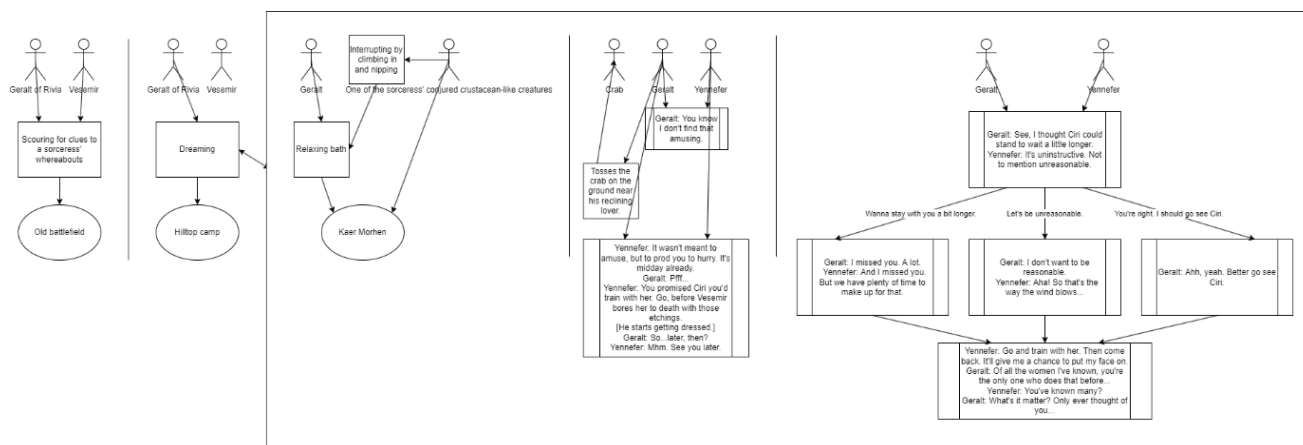 Geralt of Rivia
Vesemir
Scouring for clues to
a sorceress'
whereabouts
Old battlefield
Geralt of Rivia
Vesemir
Dreaming
Hilltop camp
Interrupting by
climbing in
and nipping
Geralt
One of the sorceress' conjured crustacean-like creatures
Relaxing bath
Kaer Morhen
Crab
Geralt
Yennefer
Geralt: You know
I don't find that
amusing.
Tosses the
crab on the
ground near
his reclining
lover.
Yennefer: It wasn't meant to
amuse, but to prod you to hurry. It's
midday already.
Geralt: Pfff...
Yennefer: You promised Ciri you'd
train with her. Go, before Vesemir
bores her to death with those
etchings.
[He starts getting dressed.]
Geralt: So...later, then?
Yennefer: Mhm. See you later.
Geralt
Yennefer
Geralt: See, I thought Ciri could
stand to wait a little longer.
Yennefer: It's uninstructive. Not
to mention unreasonable.
Wanna stay with you a bit longer.
Let's be unreasonable.
You're right. I should go see Ciri.
Geralt: I missed you. A lot.
Yennefer: And I missed you.
But we have plenty of time to
make up for that.
Geralt: I don't want to be
reasonable.
Yennefer: Aha! So that's the
way the wind blows...
Geralt: Ahh, yeah. Better go see
Ciri.
Yennefer: Go and train with her. Then come
back. It'll give me a chance to put my face on.
Geralt: Of all the women I've known, you're
the only one who does that before...
Yennefer: You've known many?
Geralt: What's it matter? Only ever thought of
you...